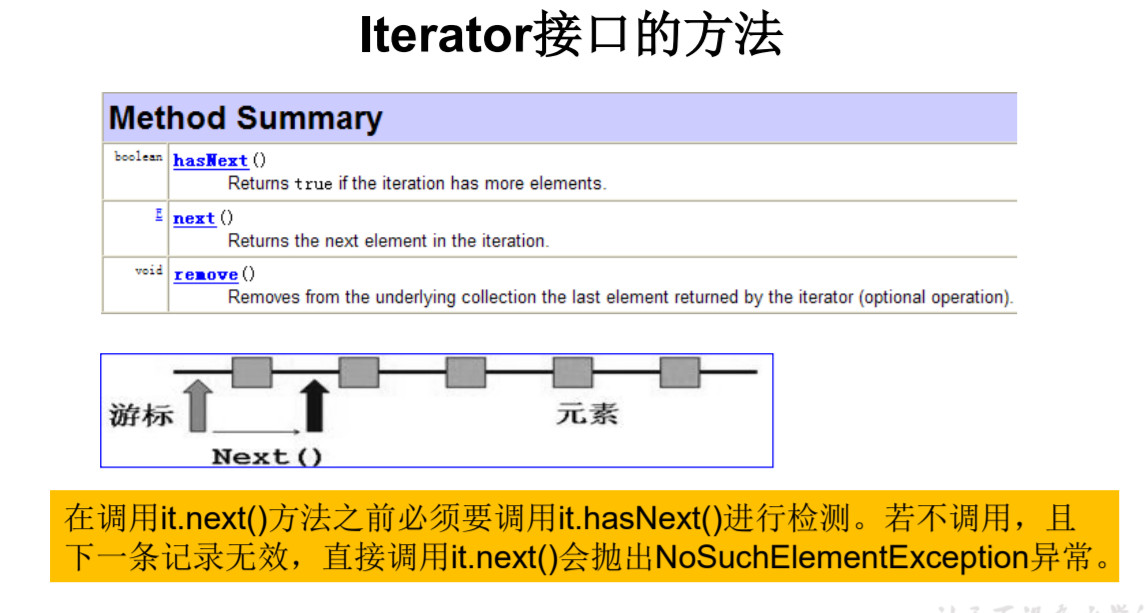 Iterator接口的方法
Method Summary
boolean hasNext()
Returns true if the iteration has more elements.
E next()
Returns the next element in the iteration.
void remove()
Removes from the underlying collection the last element returned by the iterator (optional operation).
游标
元素
Next()
在调用it.next()方法之前必须要调用it.hasNext()进行检测。若不调用，且
下一条记录无效，直接调用it.next()会抛出NoSuchElementException异常。